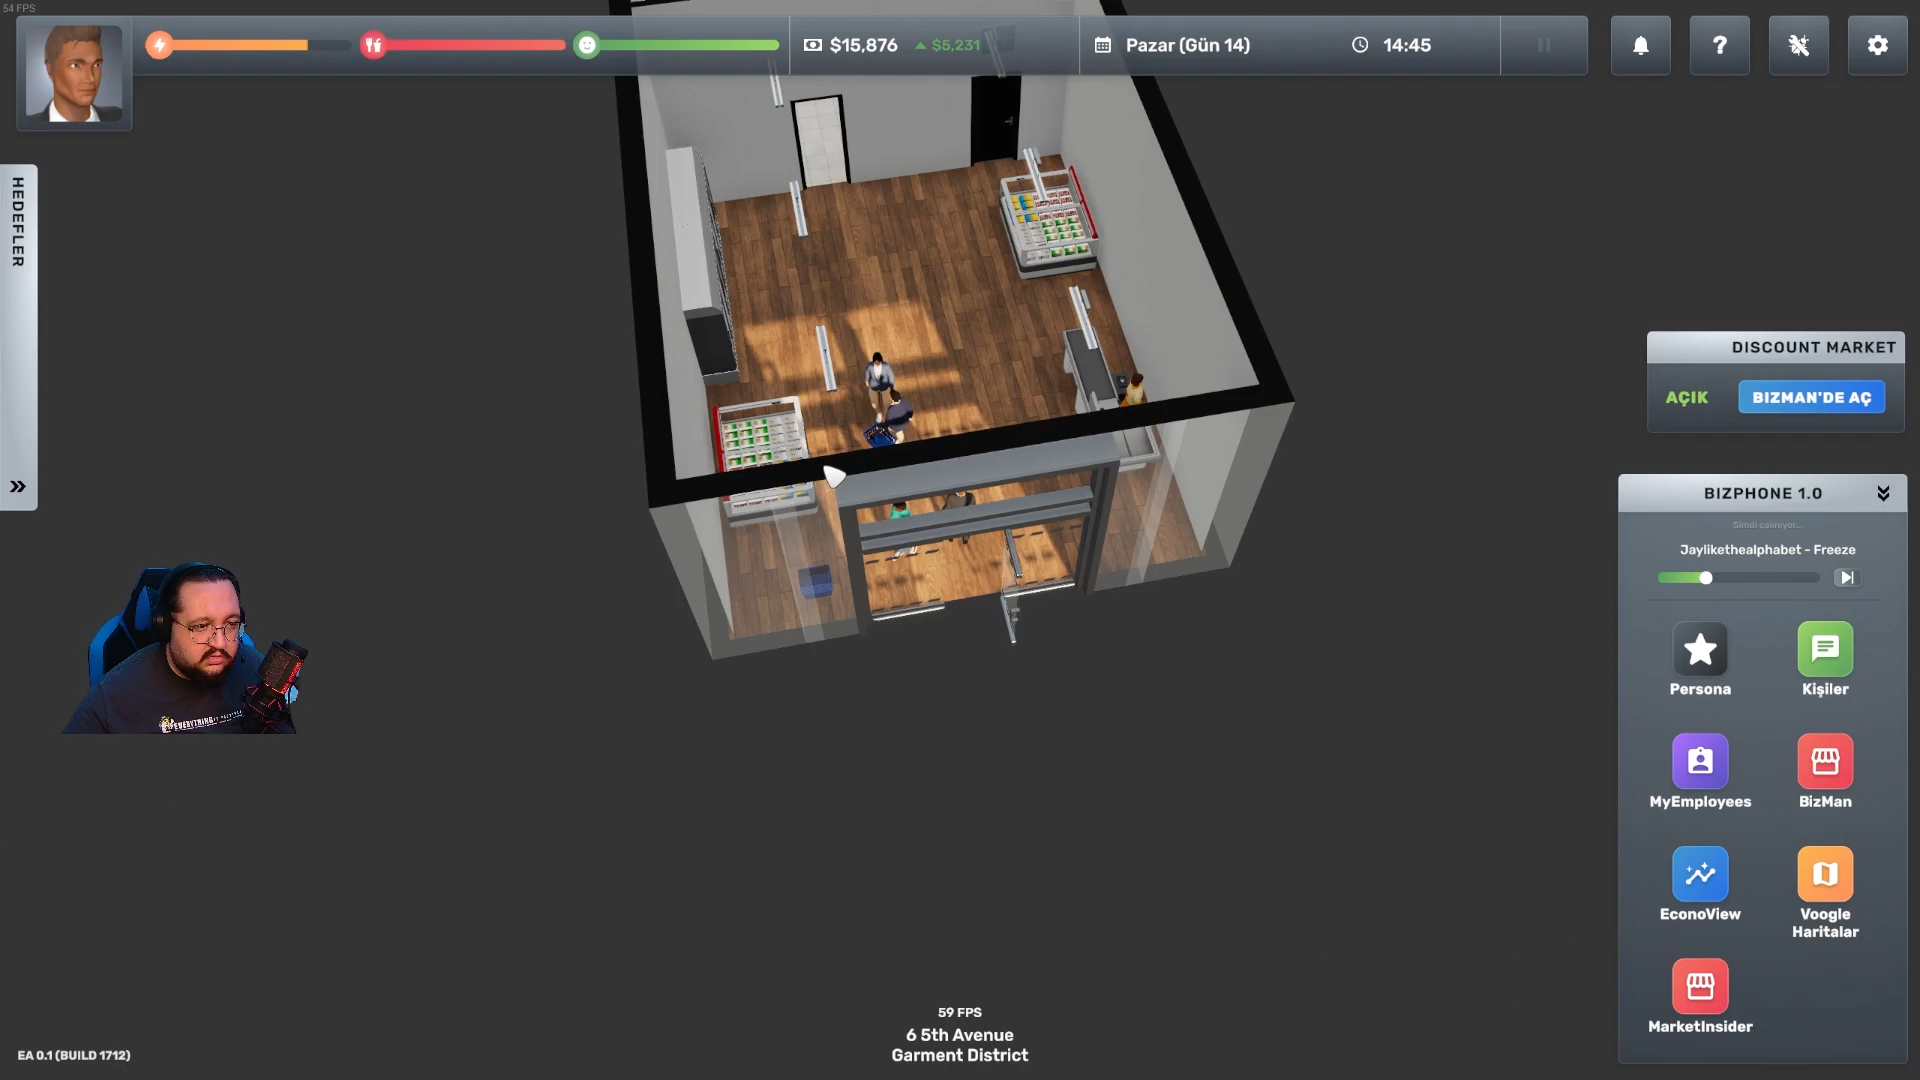 54 FPS
$15,876
$5,231
Pazar (Gün 14)
14:45
HEDEFLER
DISCOUNT MARKET
AÇIK
BIZMAN'DE AÇ
BIZPHONE 1.0
Şimdi çalınıyor...
Jaylikethealphabet - Freeze
Persona
Kişiler
MyEmployees
BizMan
EconoView
Voogle
Haritalar
MarketInsider
59 FPS
6 5th Avenue
Garment District
EA 0.1 (BUILD 1712)